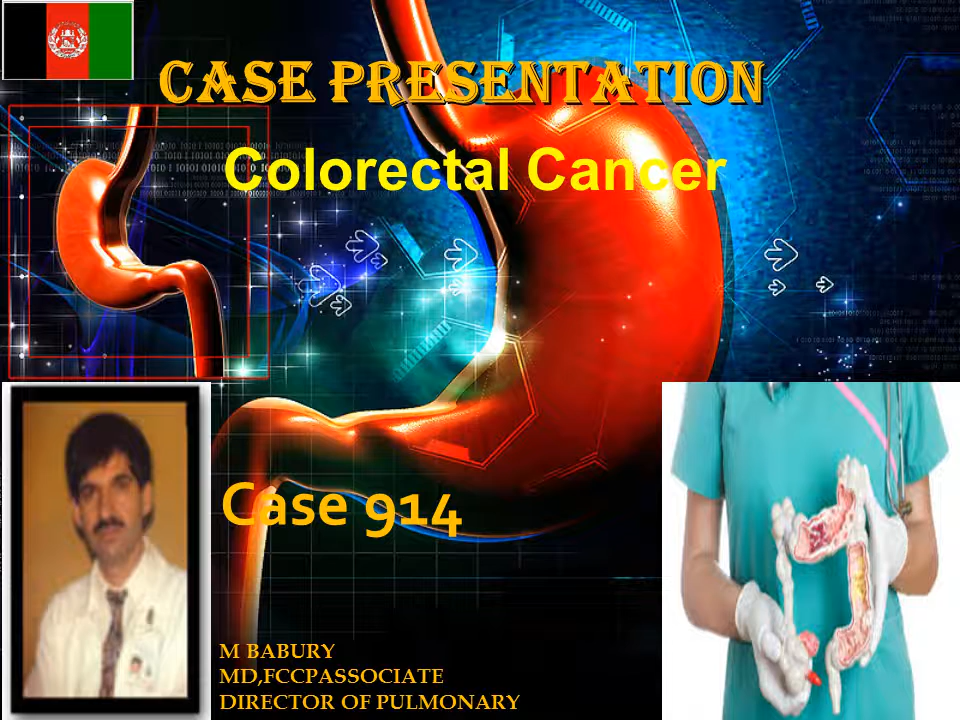 CASE PRESENTATION
Colorectal Cancer
Case 914
M BABURY
MD,FCCPASSOCIATE
DIRECTOR OF PULMONARY